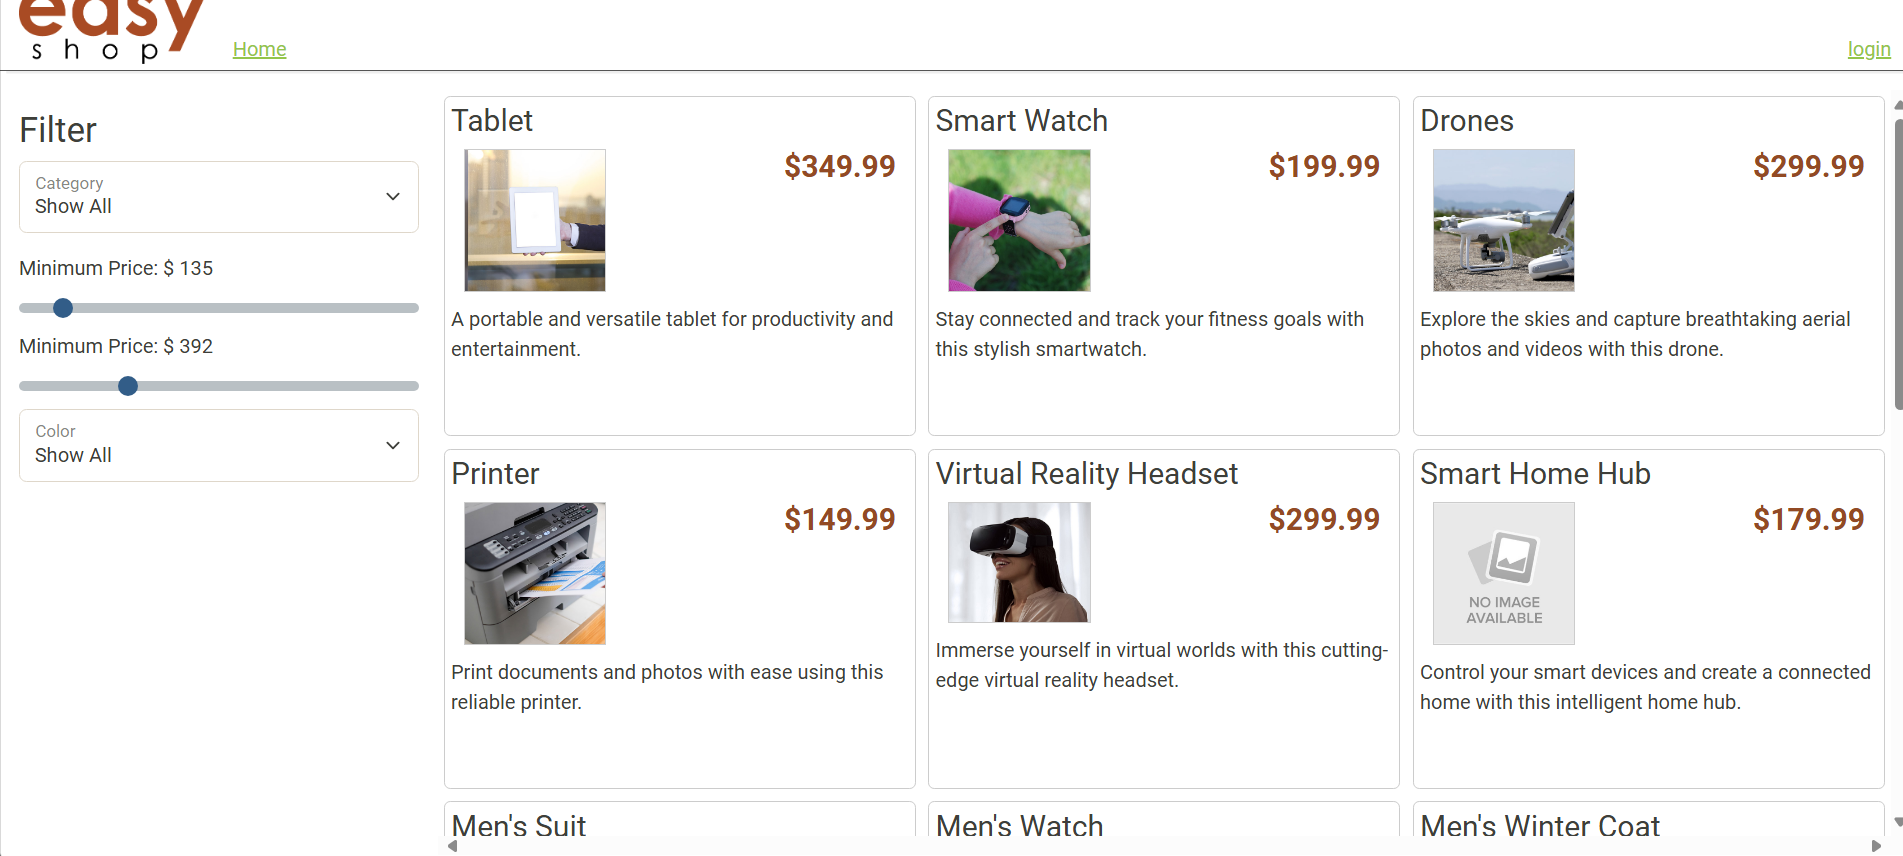 easy
shop
Home
login
Filter
Category
Show All
Minimum Price: $ 135
Minimum Price: $ 392
Color
Show All
Tablet
$349.99
A portable and versatile tablet for productivity and
entertainment.
Smart Watch
$199.99
Stay connected and track your fitness goals with
this stylish smartwatch.
Drones
$299.99
Explore the skies and capture breathtaking aerial
photos and videos with this drone.
Printer
$149.99
Print documents and photos with ease using this
reliable printer.
Virtual Reality Headset
$299.99
Immerse yourself in virtual worlds with this cutting-
edge virtual reality headset.
Smart Home Hub
$179.99
NO IMAGE
AVAILABLE
Control your smart devices and create a connected
home with this intelligent home hub.
Men's Suit
Men's Watch
Men's Winter Coat